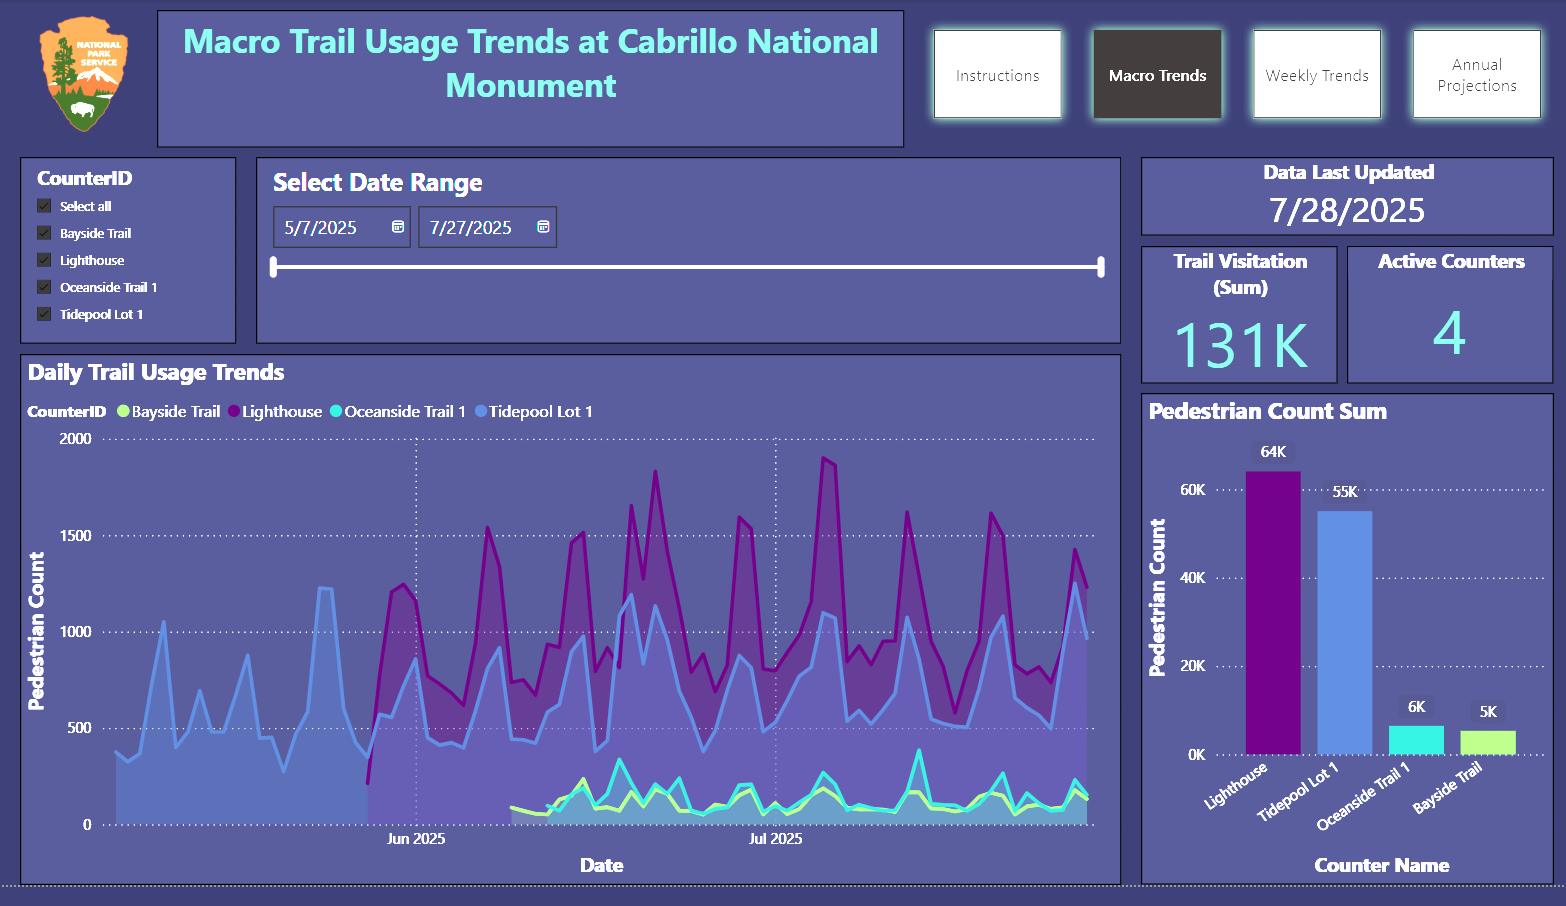 NATIONAL
PARK
SERVICE
Macro Trail Usage Trends at Cabrillo National
Monument
Instructions
Macro Trends
Weekly Trends
Annual
Projections
CounterID
Select all
Bayside Trail
Lighthouse
Oceanside Trail 1
Tidepool Lot 1
Select Date Range
5/7/2025
7/27/2025
Data Last Updated
7/28/2025
Trail Visitation
(Sum)
131K
Active Counters
4
Daily Trail Usage Trends
CounterID Bayside Trail Lighthouse Oceanside Trail 1 Tidepool Lot 1
Pedestrian Count
2000
1500
1000
500
0
Jun 2025
Jul 2025
Date
Pedestrian Count Sum
Pedestrian Count
60K
40K
20K
0K
64K
55K
6K
5K
Lighthouse
Tidepool Lot 1
Oceanside Trail 1
Bayside Trail
Counter Name